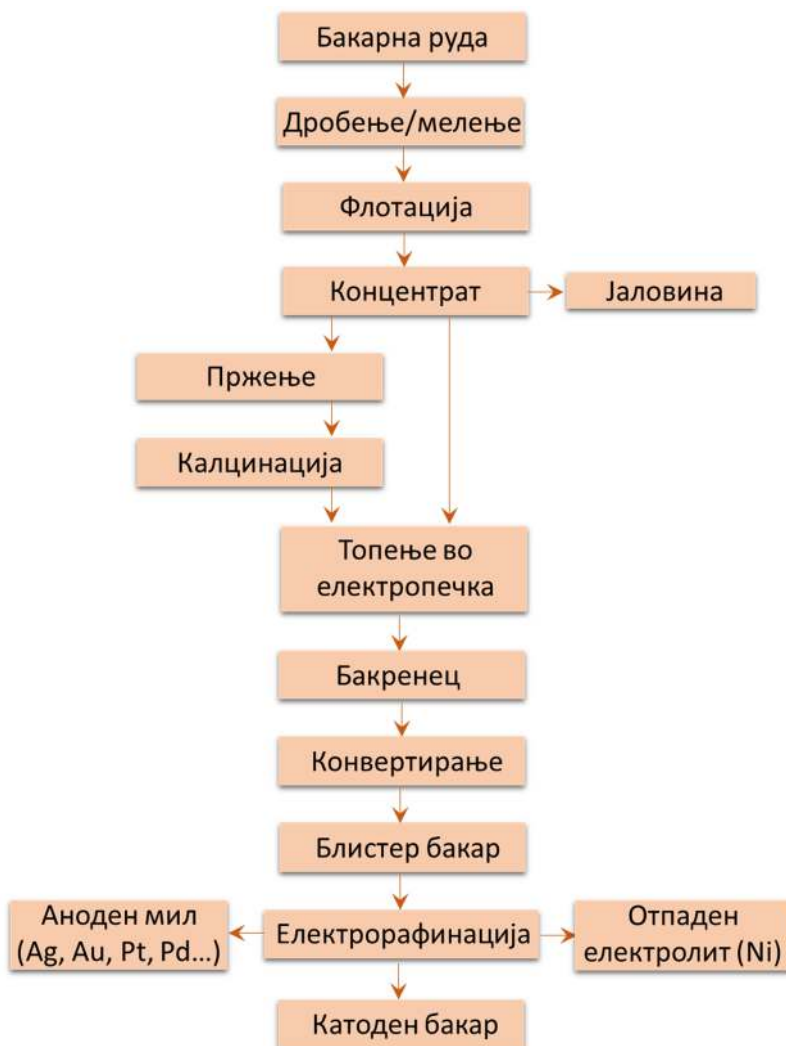 Бакарна руда
Дробење/мелење
Флотација
Концентрат
Јаловина
Пржење
Калцинација
Топење во
електропечка
Бакренец
Конвертирање
Блистер бакар
Аноден мил
(Ag, Au, Pt, Pd...)
Електрорафинација
Отпаден
електролит (Ni)
Катоден бакар